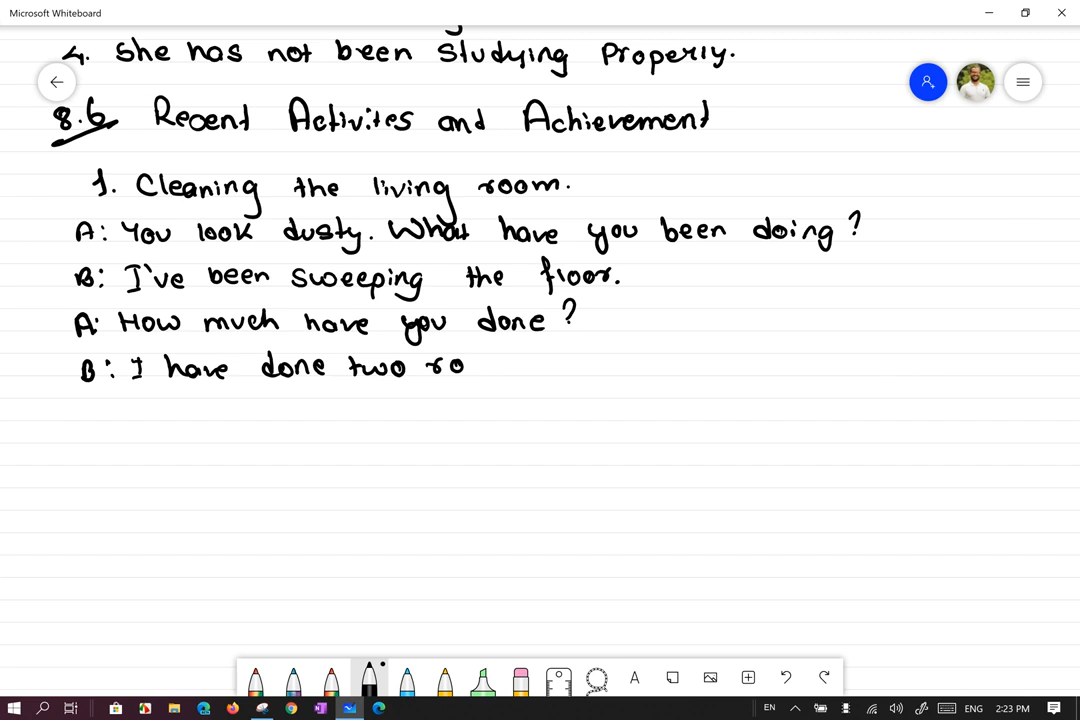 Microsoft Whiteboard
4. She has not been studying properly.
8.6 Recent Activites and Achievement
1. Cleaning the living room.
A: You look dusty. What have you been doing?
B: I've been sweeping the floor.
A: How much have you done?
B: I have done two ro
A
EN
ENG
2:23 PM